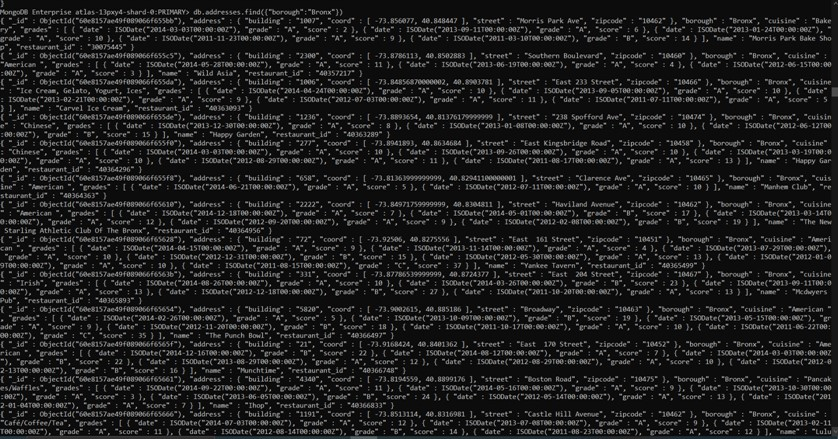 }
MongoDB Enterprise atlas-13pxy4-shard-0:PRIMARY> db.addresses.find({"borough":"Bronx"})
{ "_id" : ObjectId("60e8157ae49f089066f655bb"), "address" : { "building" : "1007", "coord" : [ -73.856077, 40.848447 ], "street" : "Morris Park Ave", "zipcode" : "10462" }, "borough" : "Bronx", "cuisine" : "Bake
ry", "grades" : [ { "date" : ISODate("2014-03-03T00:00:00Z"), "grade" : "A", "score" : 2 }, { "date" : ISODate("2013-09-11T00:00:00Z"), "grade" : "A", "score" : 6 }, { "date" : ISODate("2013-01-24T00:00:00Z")
, "grade" : "A", "score" : 10 }, { "date" : ISODate("2011-11-23T00:00:00Z"), "grade" : "A", "score" : 9 }, { "date" : ISODate("2011-03-10T00:00:00Z"), "grade" : "B", "score" : 14 } ], "name" : "Morris Park Bake Sho
p", "restaurant_id" : "30075445" }
{ "_id" : ObjectId("60e8157ae49f089066f655c5"), "address" : { "building" : "2300", "coord" : [ -73.8786113, 40.8502883 ], "street" : "Southern Boulevard", "zipcode" : "10460" }, "borough" : "Bronx", "cuisine" :
"American ", "grades" : [ { "date" : ISODate("2014-05-28T00:00:00Z"), "grade" : "A", "score" : 11 }, { "date" : ISODate("2013-06-19T00:00:00Z"), "grade" : "A", "score" : 4 }, { "date" : ISODate("2012-06-15T00
:00:00Z"), "grade" : "A", "score" : 3 } ], "name" : "Wild Asia", "restaurant_id" : "40357217" }
{ "_id" : ObjectId("60e8157ae49f089066f655da"), "address" : { "building" : "1006", "coord" : [ -73.84856870000002, 40.8903781 ], "street" : "East 233 Street", "zipcode" : "10466" }, "borough" : "Bronx", "cuisine"
: "Ice Cream, Gelato, Yogurt, Ices", "grades" : [ { "date" : ISODate("2014-04-24T00:00:00Z"), "grade" : "A", "score" : 10 }, { "date" : ISODate("2013-09-05T00:00:00Z"), "grade" : "A", "score" : 10 }, { "date" :
ISODate("2013-02-21T00:00:00Z"), "grade" : "A", "score" : 9 }, { "date" : ISODate("2012-07-03T00:00:00Z"), "grade" : "A", "score" : 11 }, { "date" : ISODate("2011-07-11T00:00:00Z"), "grade" : "A", "score" : 5
} ], "name" : "Carvel Ice Cream", "restaurant_id" : "40363093" }
{ "_id" : ObjectId("60e8157ae49f089066f655de"), "address" : { "building" : "1236", "coord" : [ -73.8893654, 40.81376179999999 ], "street" : "238 Spofford Ave", "zipcode" : "10474" }, "borough" : "Bronx", "cuisin
e" : "Chinese", "grades" : [ { "date" : ISODate("2013-12-30T00:00:00Z"), "grade" : "A", "score" : 8 }, { "date" : ISODate("2013-01-08T00:00:00Z"), "grade" : "A", "score" : 10 }, { "date" : ISODate("2012-06-12T0
0:00:00Z"), "grade" : "B", "score" : 15 } ], "name" : "Happy Garden", "restaurant_id" : "40363289" }
"address" : { "building" : "277", "coord" : [ -73.8941893, 40.8634684 ], "street" : "East Kingsbridge Road", "zipcode" : "10458" }, "borough" : "Bronx", "cuisine" :
"Chinese", "grades" : [ { "date" : ISODate("2014-03-03T00:00:00Z"), "grade" : "A", "score" : 10 }, { "date" : ISODate("2013-09-26T00:00:00Z"), "grade" : "A", "score" : 10 }, { "date" : ISODate("2013-03-19T00:0
0:00Z"), "grade" : "A", "score" : 10 }, { "date" : ISODate("2012-08-29T00:00:00Z"), "grade" : "A", "score" : 11 }, { "date" : ISODate("2011-08-17T00:00:00Z"), "grade" : "A", "score" : 13 } ], "name" : "Happy Gar
den", "restaurant_id" : "40364296" }
"address" : { "building" : "658", "coord" : [ -73.81363999999999, 40.82941100000001 ], "street" : "Clarence Ave", "zipcode" : "10465" }, "borough" : "Bronx", "cuis
ine" : "American ", "grades" : [ { "date" : ISODate("2014-06-21T00:00:00Z"), "grade" : "A", "score" : 5 }, { "date" : ISODate("2012-07-11T00:00:00Z"), "grade" : "A", "score" : 10 } ], "name" : "Manhem Club", "re
staurant_id" : "40364363" }
{ "_id" : ObjectId("60e8157ae49f089066f65610"), "address" : { "building" : "2222", "coord" : [ -73.84971759999999, 40.8304811 ], "street" : "Haviland Avenue", "zipcode" : "10462" }, "borough" : "Bronx", "cuisine
" : "American ", "grades" : [ { "date" : ISODate("2014-12-18T00:00:00Z"), "grade" : "A", "score" : 7 }, { "date" : ISODate("2014-05-01T00:00:00Z"), "grade" : "B", "score" : 17 }, { "date" : ISODate("2013-03-14T0
0:00:00Z"), "grade" : "A", "score" : 12 }, { "date" : ISODate("2012-09-20T00:00:00Z"), "grade" : "A", "score" : 9 }, { "date" : ISODate("2012-02-08T00:00:00Z"), "grade" : "B", "score" : 19 } ], "name" : "The New
Starling Athletic Club Of The Bronx", "restaurant_id" : "40364956" }
{ "_id" : ObjectId("60e8157ae49f089066f65628"), "address" : { "building" : "72", "coord" : [ -73.92506, 40.8275556 ], "street" : "East  161 Street", "zipcode" : "10451" }, "borough" : "Bronx", "cuisine" : "Ameri
can ", "grades" : [ { "date" : ISODate("2014-04-15T00:00:00Z"), "grade" : "A", "score" : 9 }, { "date" : ISODate("2013-11-14T00:00:00Z"), "grade" : "A", "score" : 4 }, { "date" : ISODate("2013-07-29T00:00:00Z"),
"grade" : "A", "score" : 10 }, { "date" : ISODate("2012-12-31T00:00:00Z"), "grade" : "B", "score" : 15 }, { "date" : ISODate("2012-05-30T00:00:00Z"), "grade" : "A", "score" : 13 }, { "date" : ISODate("2012-01-0
9T00:00:00Z"), "grade" : "A", "score" : 10 }, { "date" : ISODate("2011-08-15T00:00:00Z"), "grade" : "C", "score" : 37 } ], "name" : "Yankee Tavern", "restaurant_id" : "40365499" }
"address" : { "building" : "331", "coord" : [ -73.87786539999999, 40.8724377 ], "street" : "East  204 Street", "zipcode" : "10467" }, "borough" : "Bronx", "cuisine
" : "Irish", "grades" : [ { "date" : ISODate("2014-08-26T00:00:00Z"), "grade" : "A", "score" : 10 }, { "date" : ISODate("2014-03-26T00:00:00Z"), "grade" : "B", "score" : 23 }, { "date" : ISODate("2013-09-11T00:0
0:00Z"), "grade" : "A", "score" : 13 }, { "date" : ISODate("2012-12-18T00:00:00Z"), "grade" : "B", "score" : 27 }, { "date" : ISODate("2011-10-20T00:00:00Z"), "grade" : "A", "score" : 13 } ], "name" : "Mcdwyers
Pub", "restaurant_id" : "40365893" }
"address" : { "building" : "5820", "coord" : [ -73.9002615, 40.885186 ], "street" : "Broadway", "zipcode" : "10463" }, "borough" : "Bronx", "cuisine" : "American
", "grades" : [ { "date" : ISODate("2014-02-26T00:00:00Z"), "grade" : "A", "score" : 5 }, { "date" : ISODate("2013-10-09T00:00:00Z"), "grade" : "B", "score" : 19 }, { "date" : ISODate("2013-05-15T00:00:00Z"), "
grade" : "A", "score" : 9 }, { "date" : ISODate("2012-11-20T00:00:00Z"), "grade" : "B", "score" : 18 }, { "date" : ISODate("2011-10-17T00:00:00Z"), "grade" : "A", "score" : 10 }, { "date" : ISODate("2011-06-22T0
0:00:00Z"), "grade" : "C", "score" : 35 } ], "name" : "The Punch Bowl", "restaurant_id" : "40366497" }
"address" : { "building" : "21", "coord" : [ -73.9168424, 40.8401362 ], "street" : "East  170 Street", "zipcode" : "10452" }, "borough" : "Bronx", "cuisine" : "Am
erican ", "grades" : [ { "date" : ISODate("2014-12-16T00:00:00Z"), "grade" : "B", "score" : 22 }, { "date" : ISODate("2014-08-12T00:00:00Z"), "grade" : "A", "score" : 7 }, { "date" : ISODate("2014-03-03T00:00:00
Z"), "grade" : "B", "score" : 22 }, { "date" : ISODate("2013-08-29T00:00:00Z"), "grade" : "A", "score" : 12 }, { "date" : ISODate("2012-08-29T00:00:00Z"), "grade" : "A", "score" : 10 }, { "date" : ISODate("2012-0
2-13T00:00:00Z"), "grade" : "B", "score" : 16 } ], "name" : "Munchtime", "restaurant_id" : "40366748" }
{ "_id" : ObjectId("60e8157ae49f089066f65661"), "address" : { "building" : "4340", "coord" : [ -73.8194559, 40.8899176 ], "street" : "Boston Road", "zipcode" : "10475" }, "borough" : "Bronx", "cuisine" : "Pancak
es/Waffles", "grades" : [ { "date" : ISODate("2014-09-22T00:00:00Z"), "grade" : "A", "score" : 11 }, { "date" : ISODate("2014-05-16T00:00:00Z"), "grade" : "A", "score" : 9 }, { "date" : ISODate("2013-10-30T00:00
:00Z"), "grade" : "A", "score" : 3 }, { "date" : ISODate("2013-06-05T00:00:00Z"), "grade" : "B", "score" : 24 }, { "date" : ISODate("2012-05-14T00:00:00Z"), "grade" : "A", "score" : 13 }, { "date" : ISODate("201
2-01-04T00:00:00Z"), "grade" : "A", "score" : 7 } ], "name" : "Ihop", "restaurant_id" : "40366833" }
{ "_id" : ObjectId("60e8157ae49f089066f65666"), "address" : { "building" : "1191", "coord" : [ -73.8513114, 40.8316981 ], "street" : "Castle Hill Avenue", "zipcode" : "10462" }, "borough" : "Bronx", "cuisine" :
"Café/Coffee/Tea", "grades" : [ { "date" : ISODate("2014-07-03T00:00:00Z"), "grade" : "A", "score" : 12 }, { "date" : ISODate("2013-07-08T00:00:00Z"), "grade" : "A", "score" : 9 }, { "date" : ISODate("2013-02-1
"grade" : "A", "score" : 11 }, { "date" : ISODate("2012-08-14T00:00:00Z"), "grade" : "B", "score" : 14 }, { "date" : ISODate("2011-08-23T00:00:00Z"), "grade" : "A", "score" : 12 } ], "name" : "Lulu